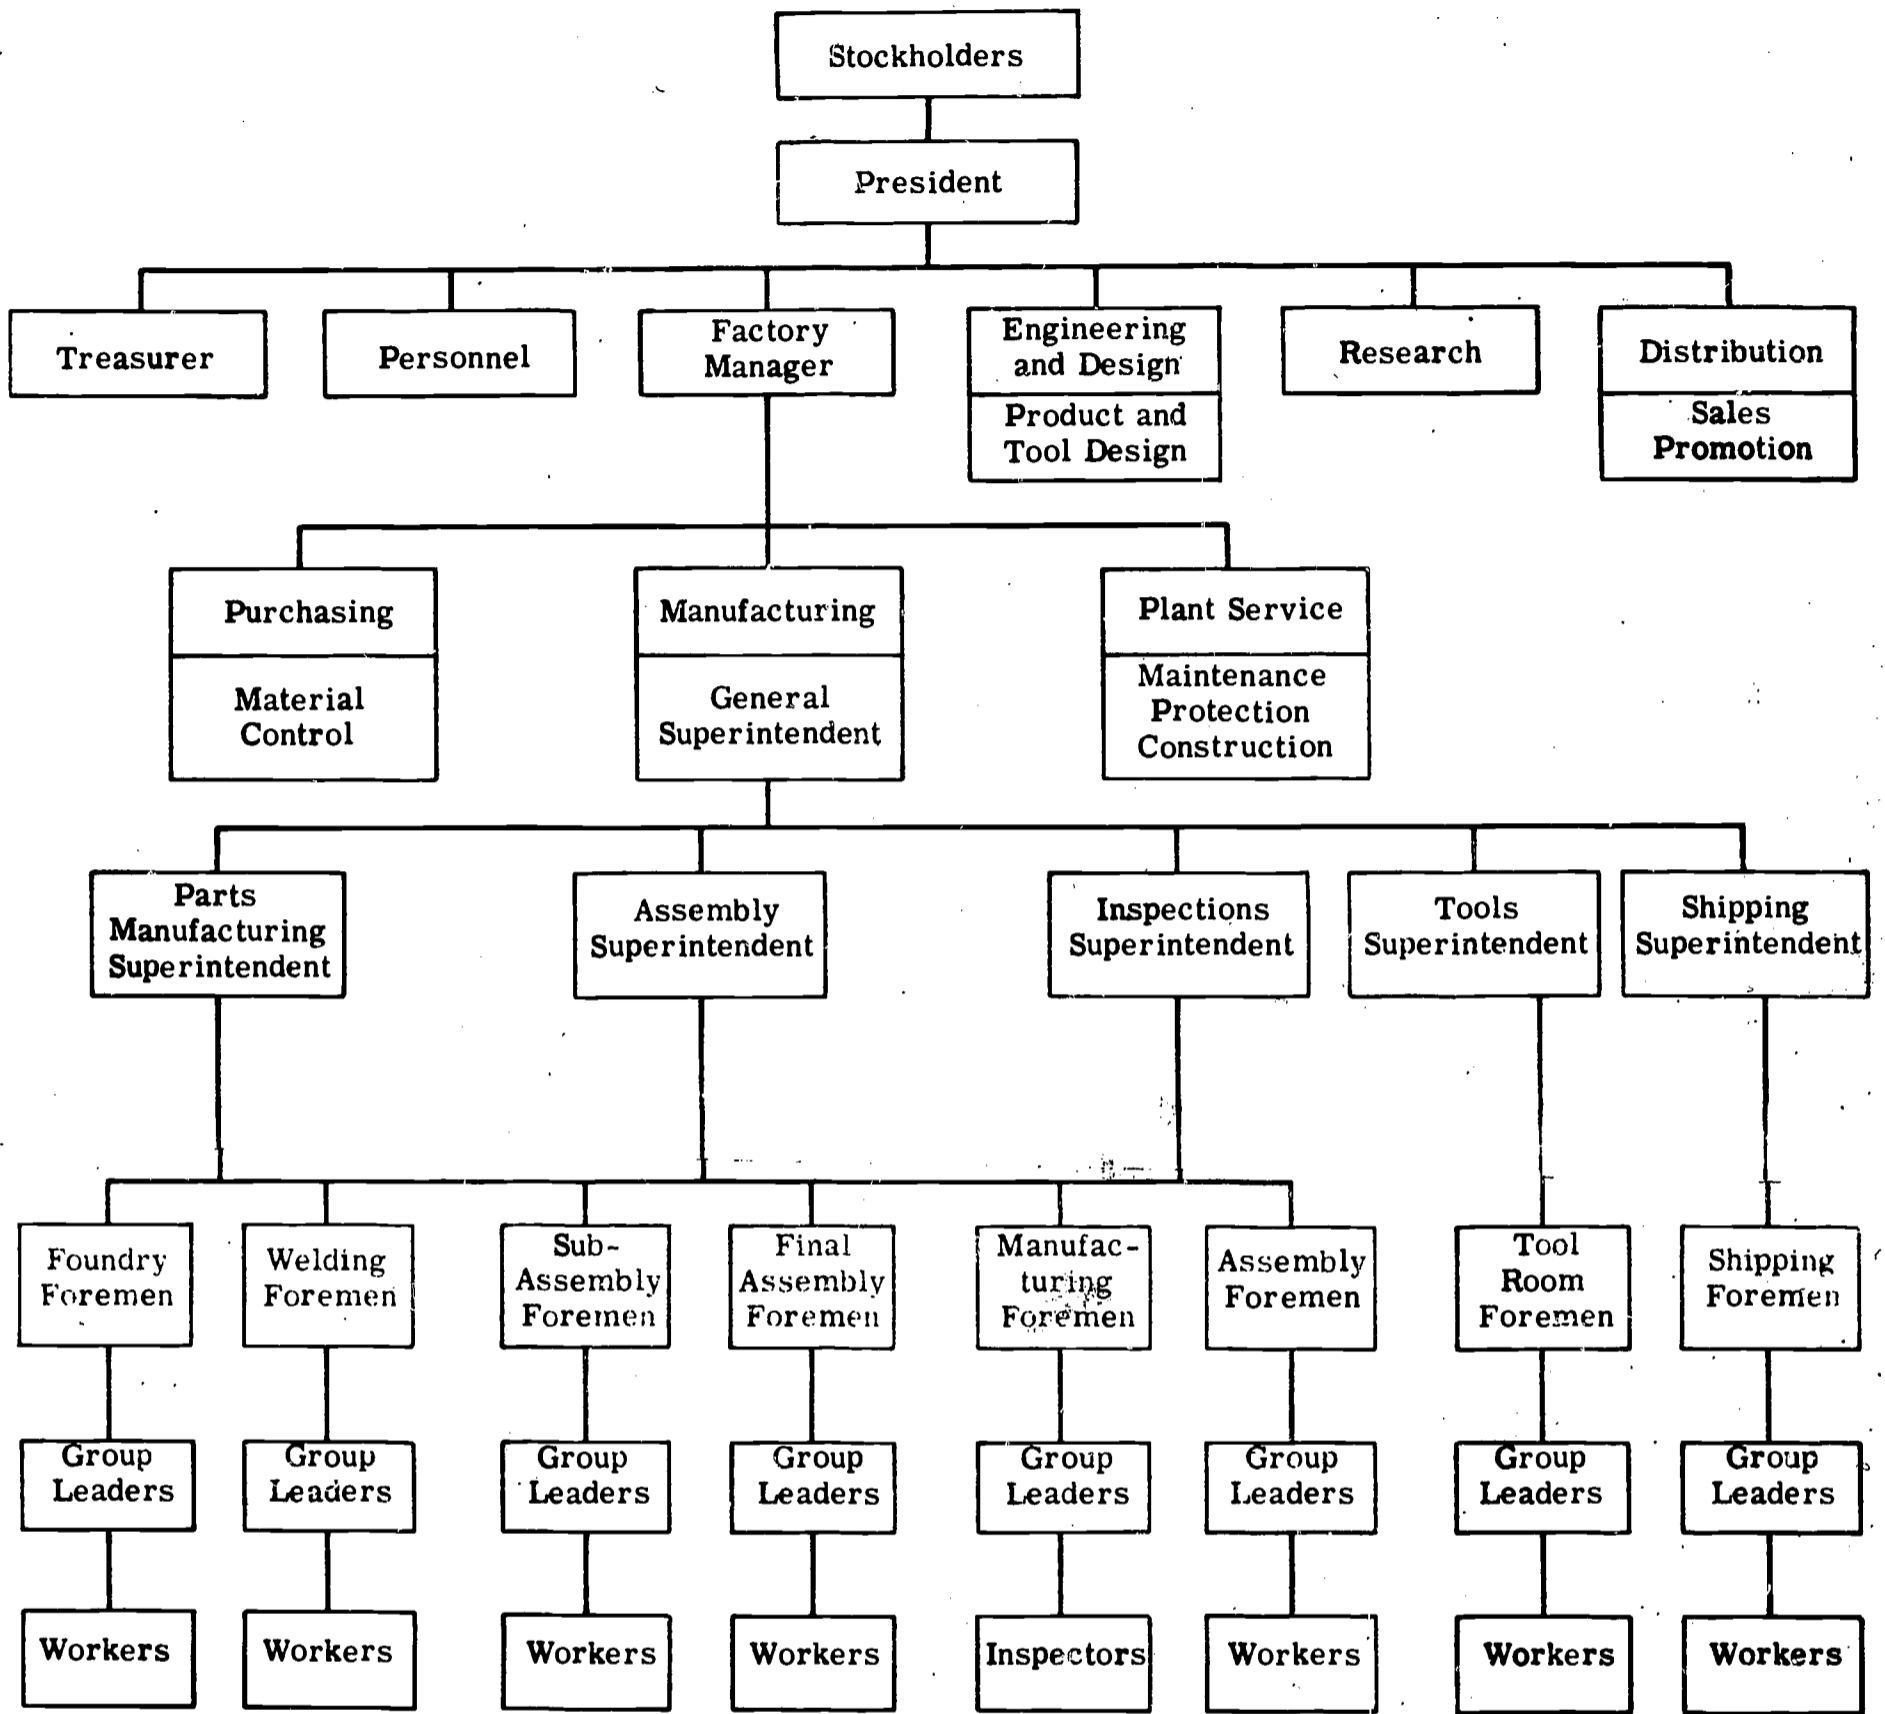 Stockholders
President
Treasurer
Personnel
Factory
Manager
Engineering
and Design
Product and
Tool Design
Research
Distribution
Sales
Promotion
Purchasing
Material
Control
Manufacturing
General
Superintendent
Plant Service
Maintenance
Protection
Construction
Parts
Manufacturing
Superintendent
Assembly
Superintendent
Inspections
Superintendent
Tools
Superintendent
Shipping
Superintendent
Foundry
Foremen
Welding
Foremen
Sub-
Assembly
Foremen
Final
Assembly
Foremen
Manufac-
turing
Foremen
Assembly
Foremen
Tool
Room
Foremen
Shipping
Foremen
Group
Leaders
Group
Leaders
Group
Leaders
Group
Leaders
Group
Leaders
Group
Leaders
Group
Leaders
Group
Leaders
Workers
Workers
Workers
Workers
Inspectors
Workers
Workers
Workers